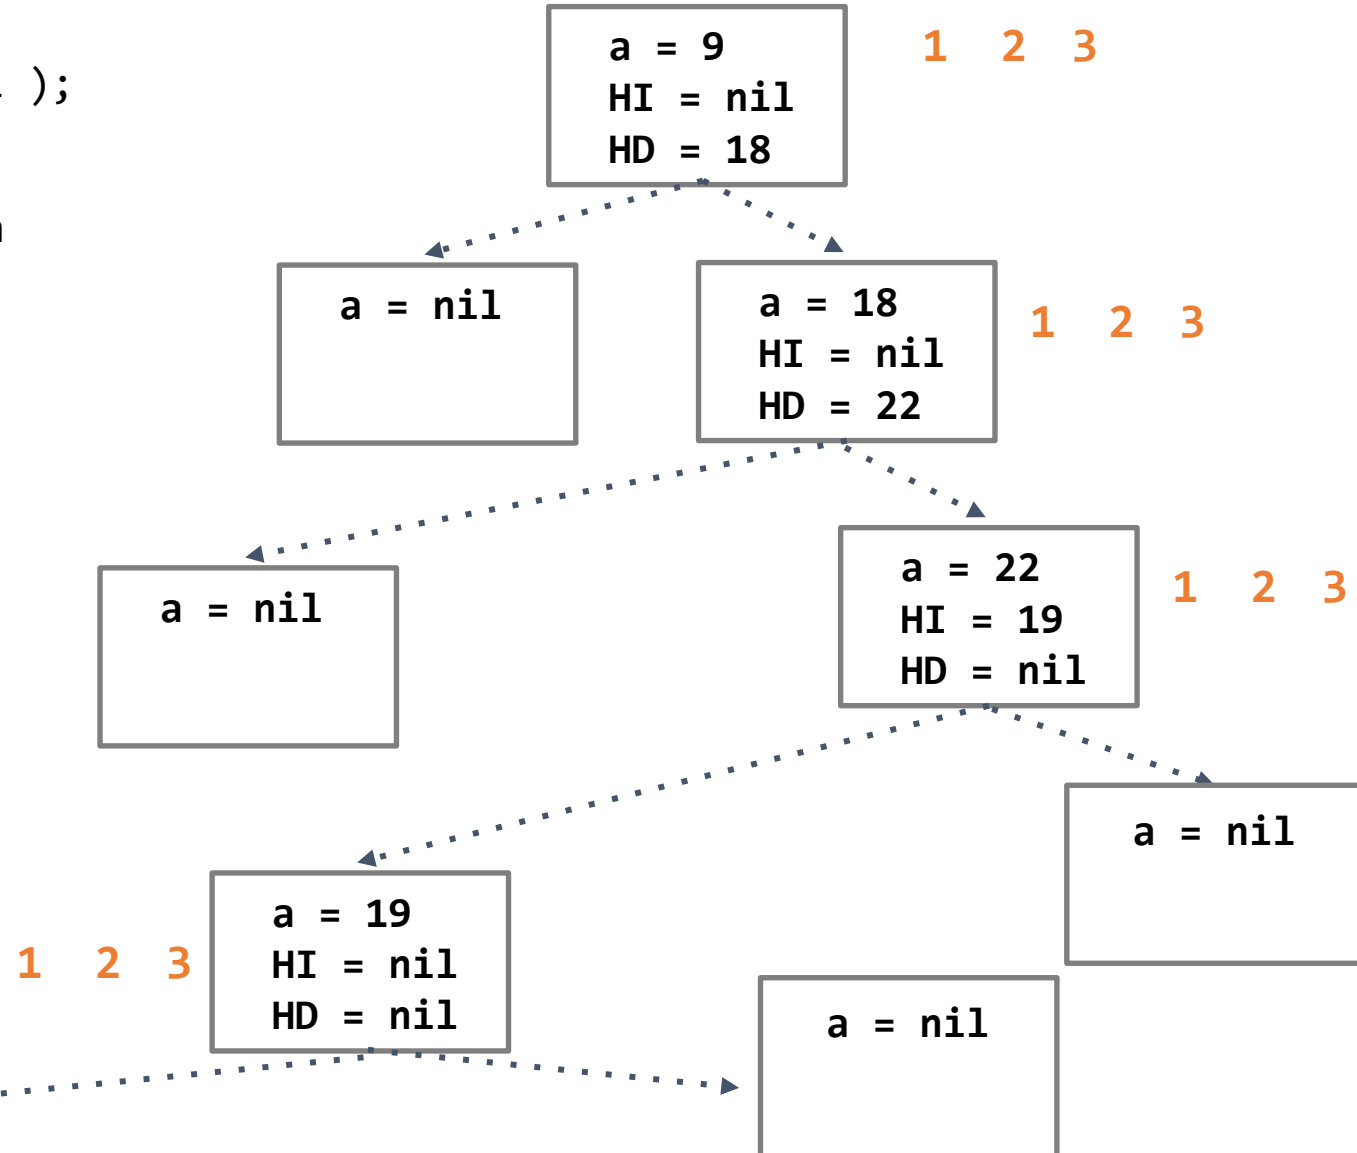 a = 9
HI = nil
HD = 18
1 2 3
);
a = nil
a = 18
HI = nil
HD = 22
1 2 3
a = nil
a = 22
HI = 19
HD = nil
1 2 3
a = nil
1 2 3
a = 19
HI = nil
HD = nil
a = nil